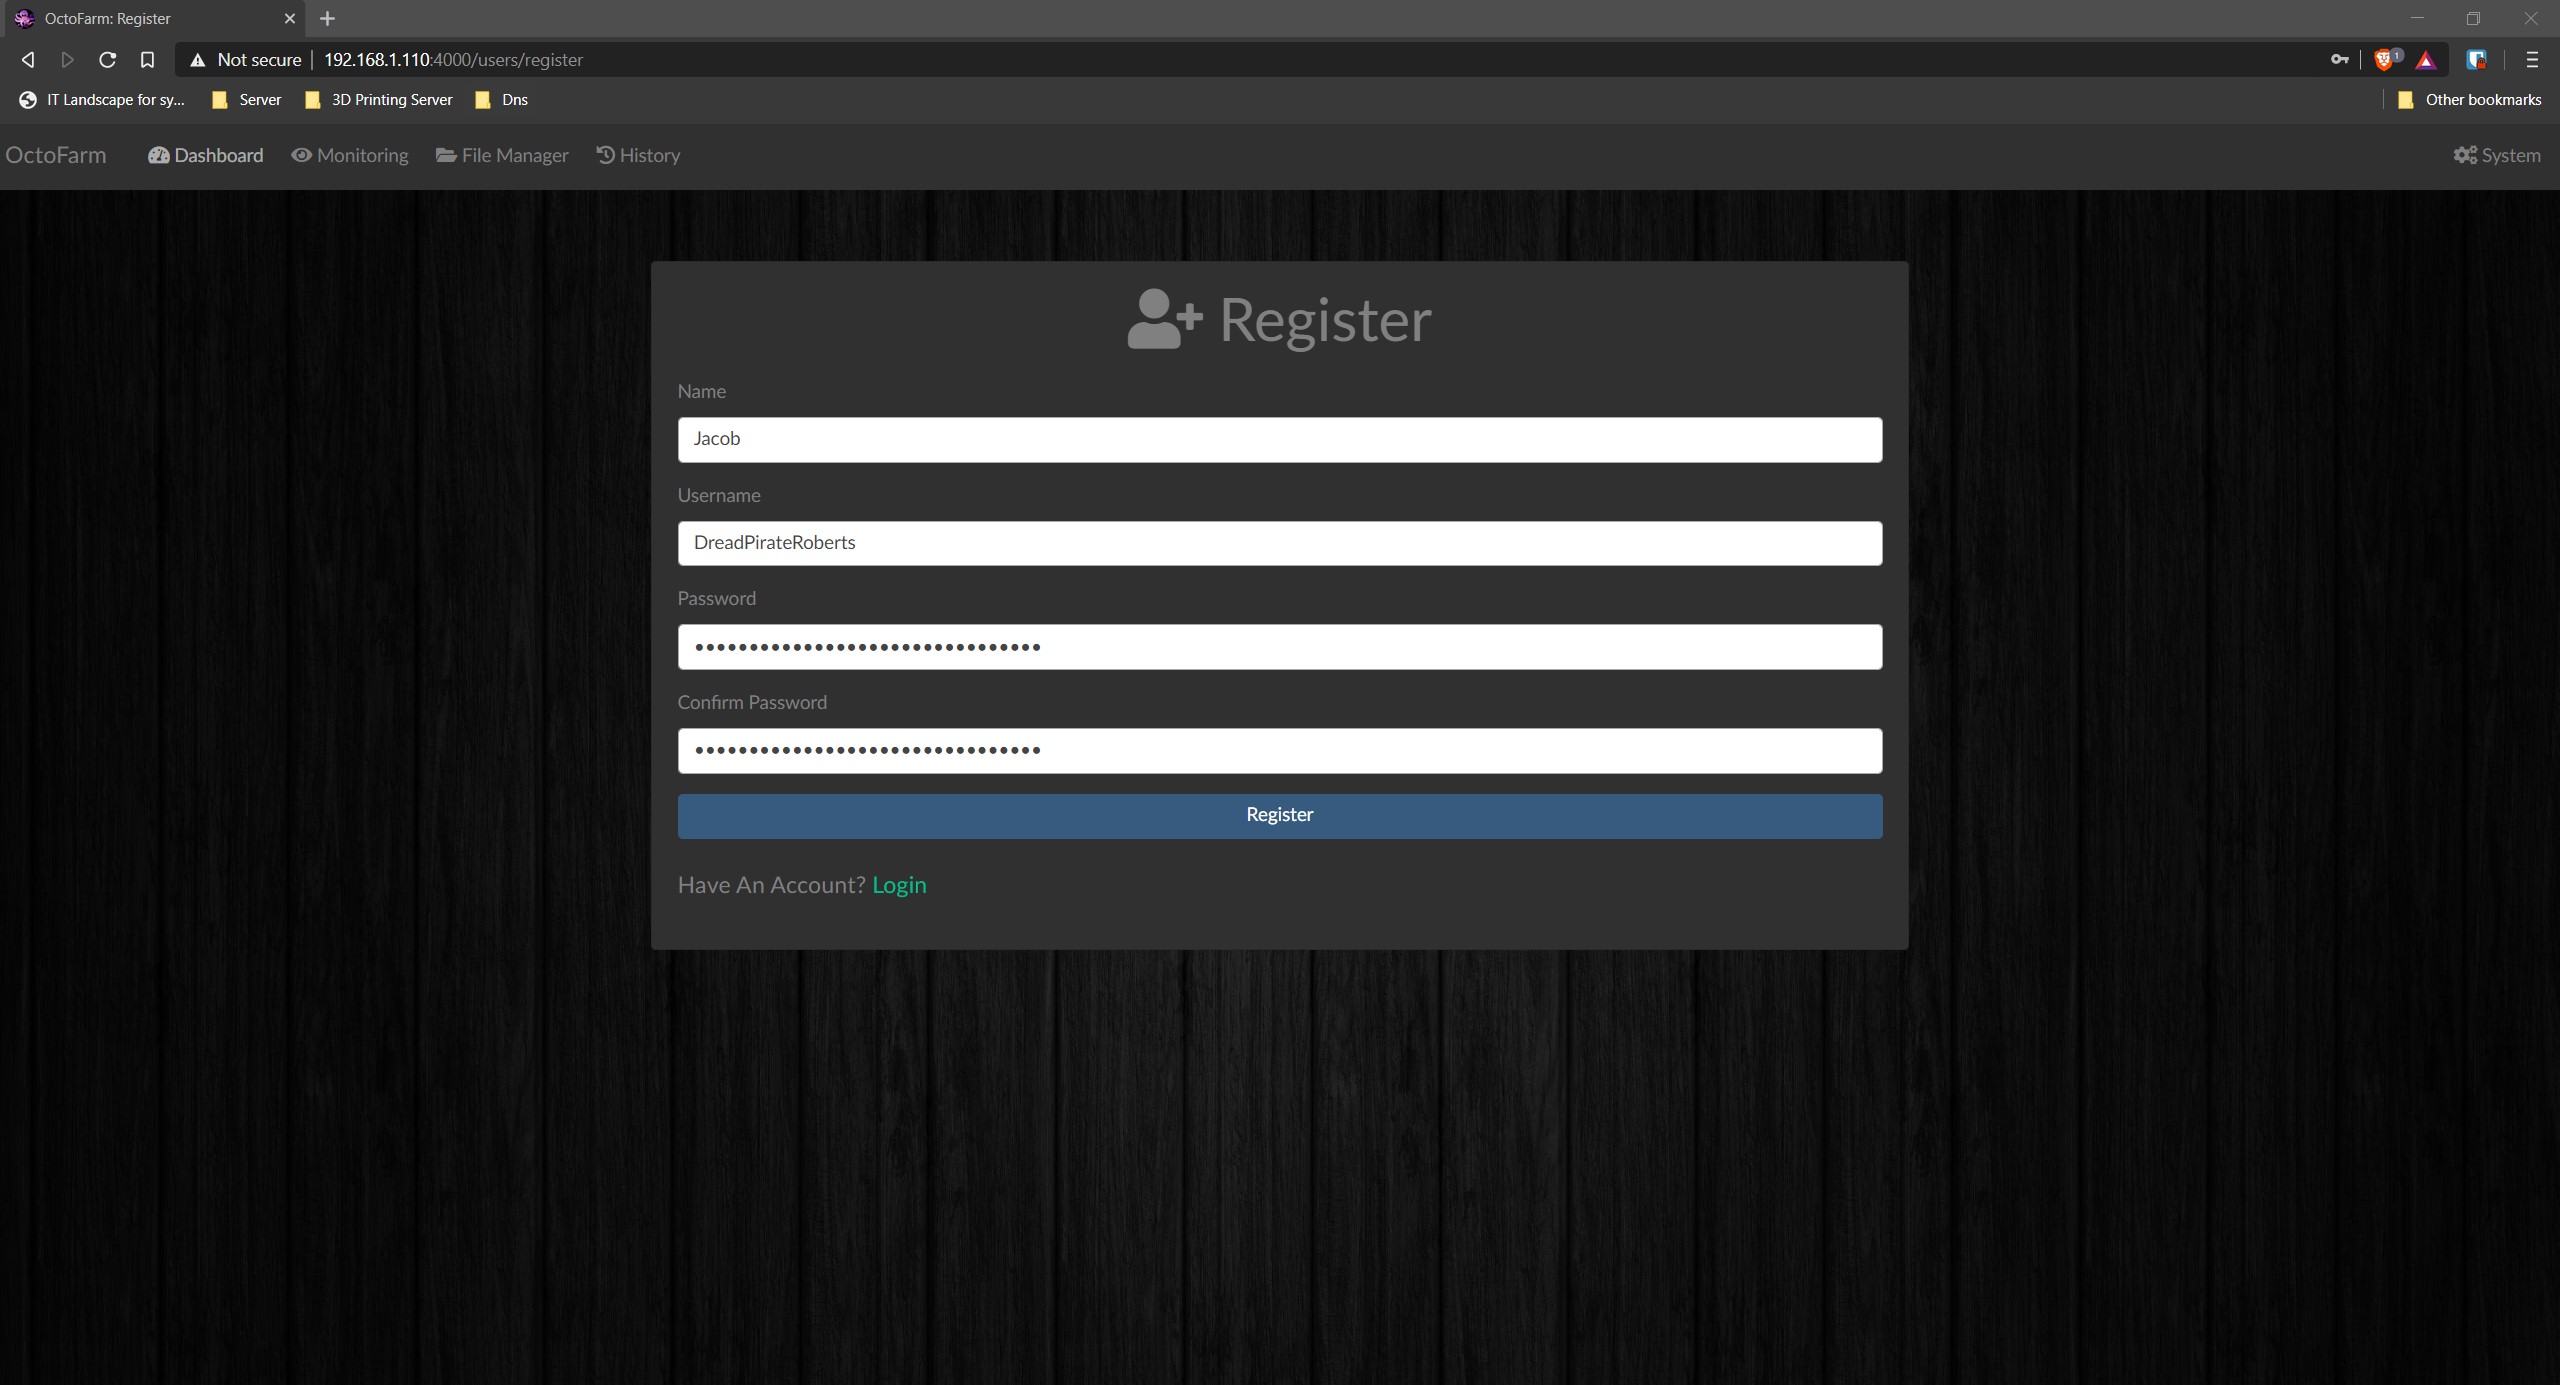 OctoFarm: Register
Not secure 192.168.1.110:4000/users/register 1
IT Landscape for sy... Server 3D Printing Server Dns Other bookmarks
OctoFarm Dashboard Monitoring File Manager History System
Register
Name
Jacob
Username
DreadPirateRoberts
Password
••••••••••••••••••••••••••••••••
Confirm Password
••••••••••••••••••••••••••••••••
Register
Have An Account? Login